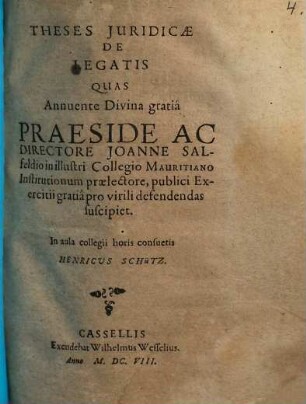 4.
THESES JURIDICÆ
DE
LEGATIS
QUAS
Annuente Divina gratiâ
PRAESIDE AC
DIRECTORE JOANNE SAL-
feldio in illustri Collegio MAURITIANO
Institutionum prælectore, publici Ex-
ercitii gratiâ pro virili defendendas
suscipiet.
In aula collegii horis consuetis
HENRICUS SCHÜTZ.
CASSELLIS
Excudebat Wilhelmus Wesselius.
Anno M. DC. VIII.